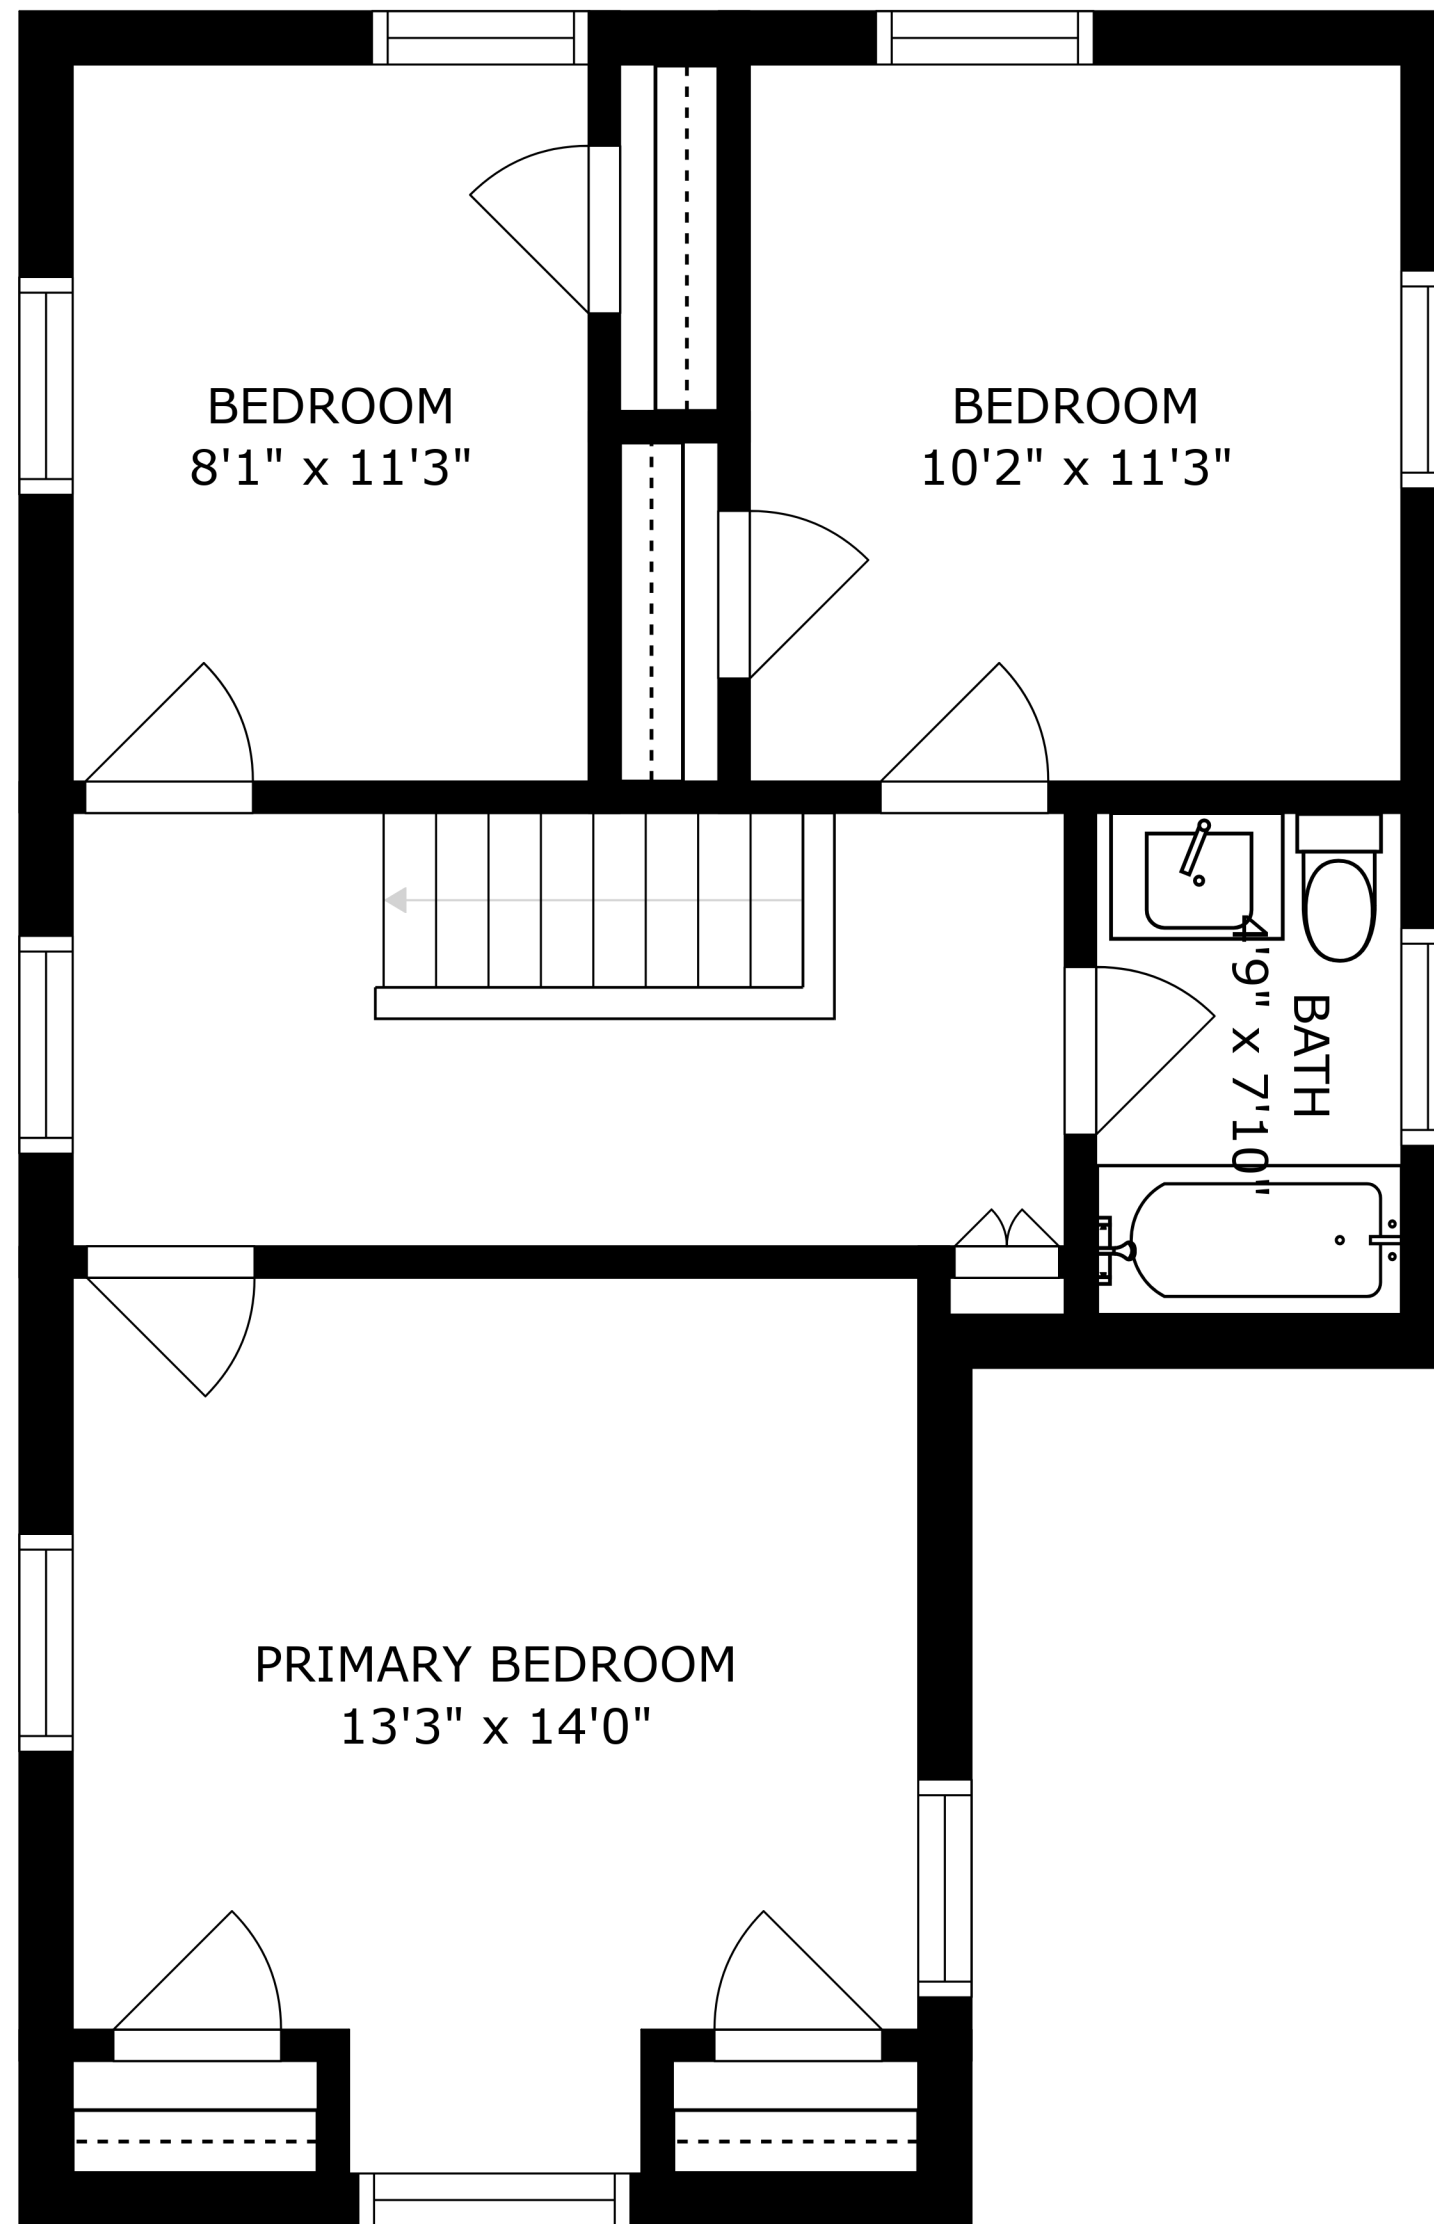 BEDROOM
8'1" x 11'3"
BEDROOM
10'2" x 11'3"
BATH
4'9" x 7'10"
PRIMARY BEDROOM
13'3" x 14'0"